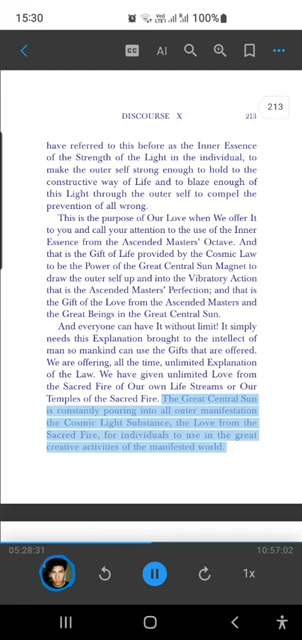 15:30
100%
CC
AI
DISCOURSE X
213
213
have referred to this before as the Inner Essence
of the Strength of the Light in the individual, to
make the outer self strong enough to hold to the
constructive way of Life and to blaze enough of
this Light through the outer self to compel the
prevention of all wrong.
This is the purpose of Our Love when We offer It
to you and call your attention to the use of the Inner
Essence from the Ascended Masters' Octave. And
that is the Gift of Life provided by the Cosmic Law
to be the Power of the Great Central Sun Magnet to
draw the outer self up and into the Vibratory Action
that is the Ascended Masters' Perfection; and that is
the Gift of the Love from the Ascended Masters and
the Great Beings in the Great Central Sun.
And everyone can have It without limit! It simply
needs this Explanation brought to the intellect of
man so mankind can use the Gifts that are offered.
We are offering, all the time, unlimited Explanation
of the Law. We have given unlimited Love from the
Sacred Fire of Our own Life Streams or Our
Temples of the Sacred Fire. The Great Central Sun
is constantly pouring into all outer manifestation
the Cosmic Light Substance, the Love from the
Sacred Fire, for individuals to use in the great
creative activities of the manifested world.
05:28:31
10:57:02
1x